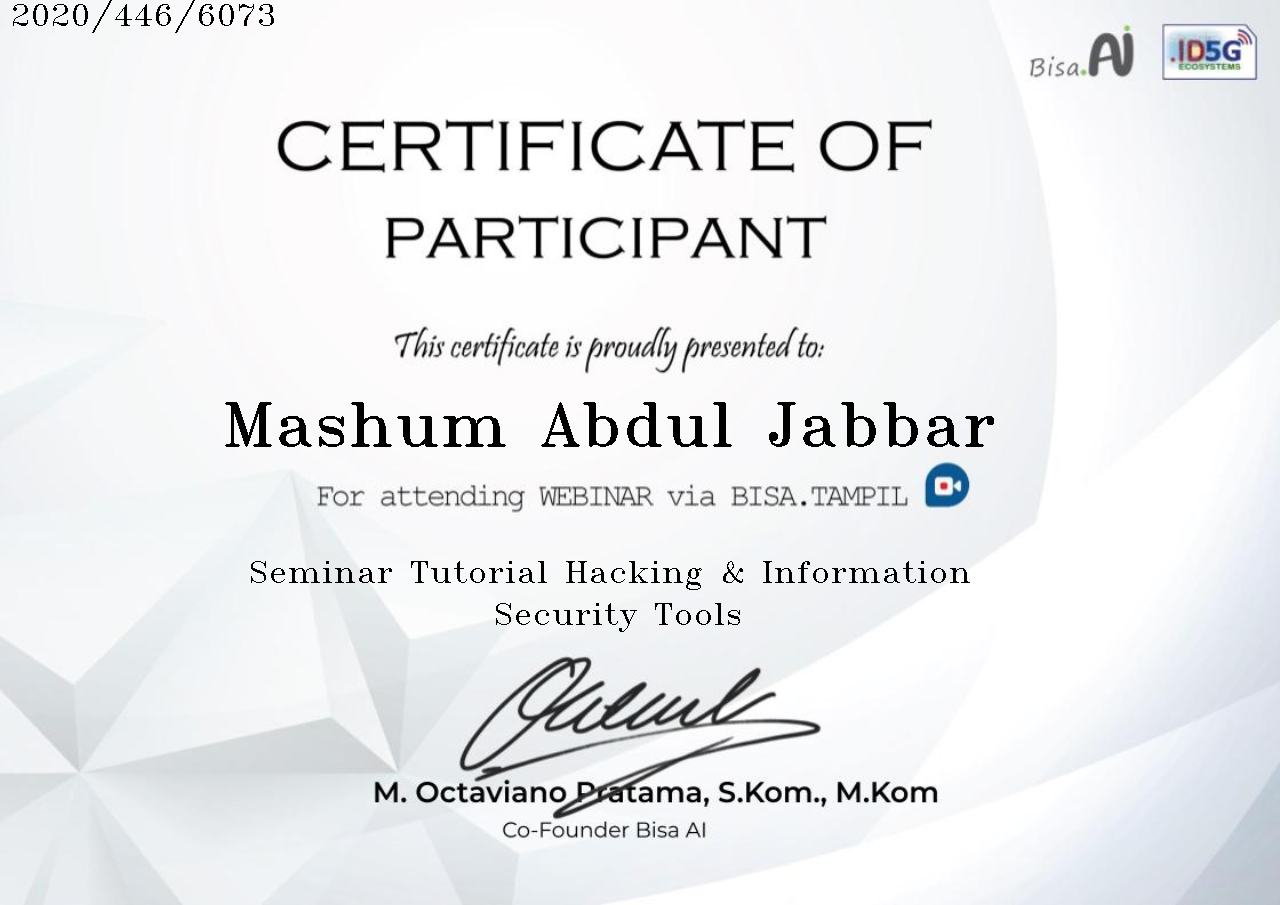 2020/446/6073
Bisa.Ai
.ID5G
ECOSYSTEMS
CERTIFICATE OF
PARTICIPANT
This certificate is proudly presented to:
Mashum Abdul Jabbar
For attending WEBINAR via BISA.TAMPIL
Seminar Tutorial Hacking & Information
Security Tools
M. Octaviano Pratama, S.Kom., M.Kom
Co-Founder Bisa AI